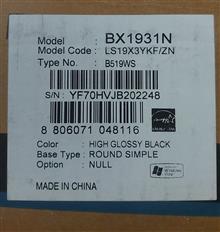 Model : BX1931N
Model Code : LS19X3YKF/ZN
Type No. : B519WS
S/N : YF70HVJB202248
8 806071 048116
Color : HIGH GLOSSY BLACK
Base Type : ROUND SIMPLE
Option : NULL
MADE IN CHINA